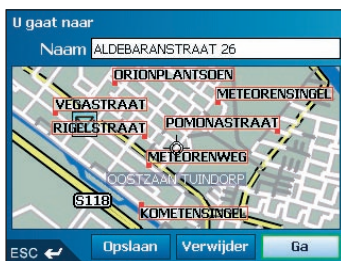 U gaat naar
Naam ALDEBARANSTRAAT 26
ORIONPLANTSOEN
METEORENSINGEL
VEGASTRAAT
RIGELSTRAAT
POMONASTRAAT
METEORENWEG
OOSTZAAN TUINDORP
S118
KOMETENSINGEL
ESC Opslaan Verwijder Ga